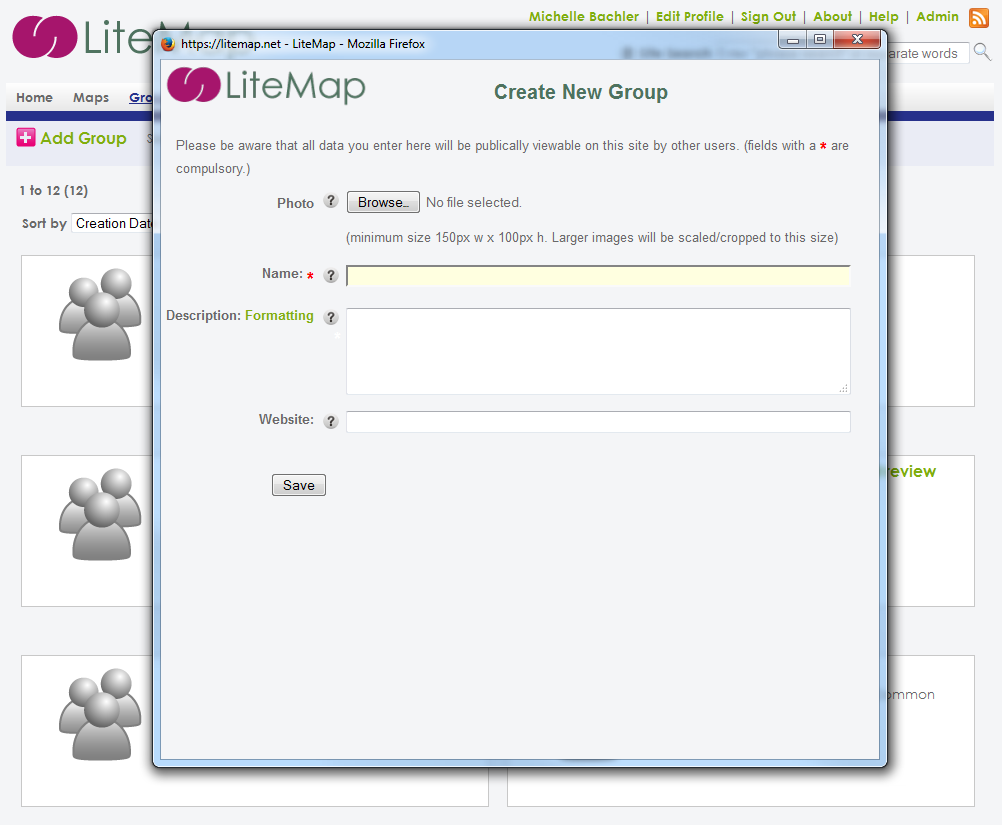 LiteMap
Michelle Bachler | Edit Profile | Sign Out | About | Help | Admin
https://litemap.net - LiteMap - Mozilla Firefox
arate words
LiteMap
Create New Group
Home Maps Gro
Add Group
Please be aware that all data you enter here will be publically viewable on this site by other users. (fields with a * are
compulsory.)
1 to 12 (12)
Photo ? Browse... No file selected.
Sort by Creation Date
(minimum size 150px w x 100px h. Larger images will be scaled/cropped to this size)
Name: * ?
Description: Formatting ?
Website: ?
review
Save
ommon